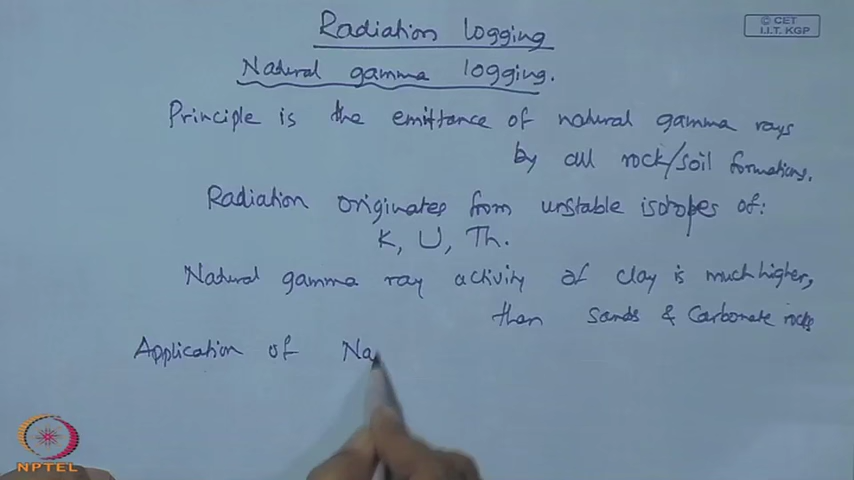 Radiation logging
© CET
I.I.T. KGP
Natural gamma logging.
Principle is the emittance of natural gamma rays
by all rock/soil formations.
Radiation originates from unstable isotopes of:
K, U, Th.
Natural gamma ray activity of clay is much higher,
than sands & Carbonate rocks
Application of Na
NPTEL